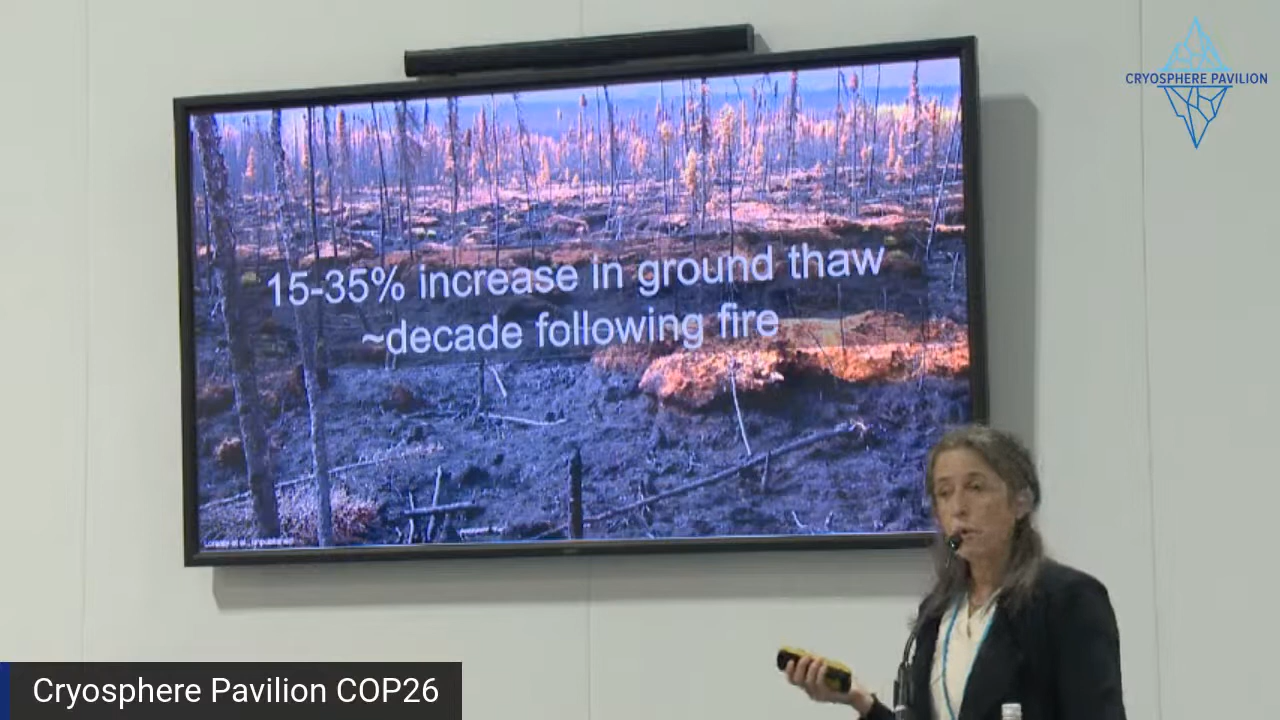 CRYOSPHERE PAVILION
15-35% increase in ground thaw
~decade following fire
Cryosphere Pavilion COP26